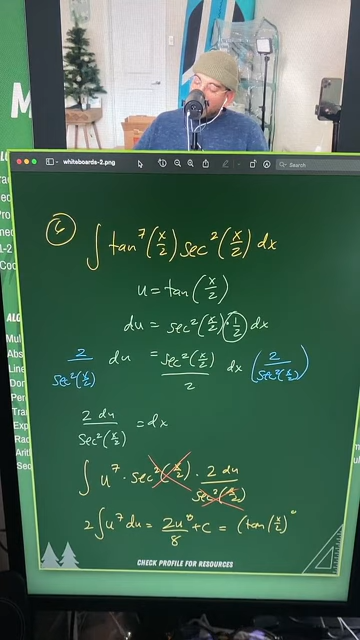 whiteboards-2.png
Search
6
∫ tan⁷(x/2) sec²(x/2) dx
u = tan(x/2)
du = sec²(x/2) · 1/2 dx
2/sec²(x/2) du = sec²(x/2)/2 dx (2/sec²(x/2))
2 du/sec²(x/2) = dx
∫ u⁷ · sec²(x/2) · 2 du/sec²(x/2)
2∫ u⁷ du = 2u⁸/8 + C = (tan(x/2))⁸
CHECK PROFILE FOR RESOURCES